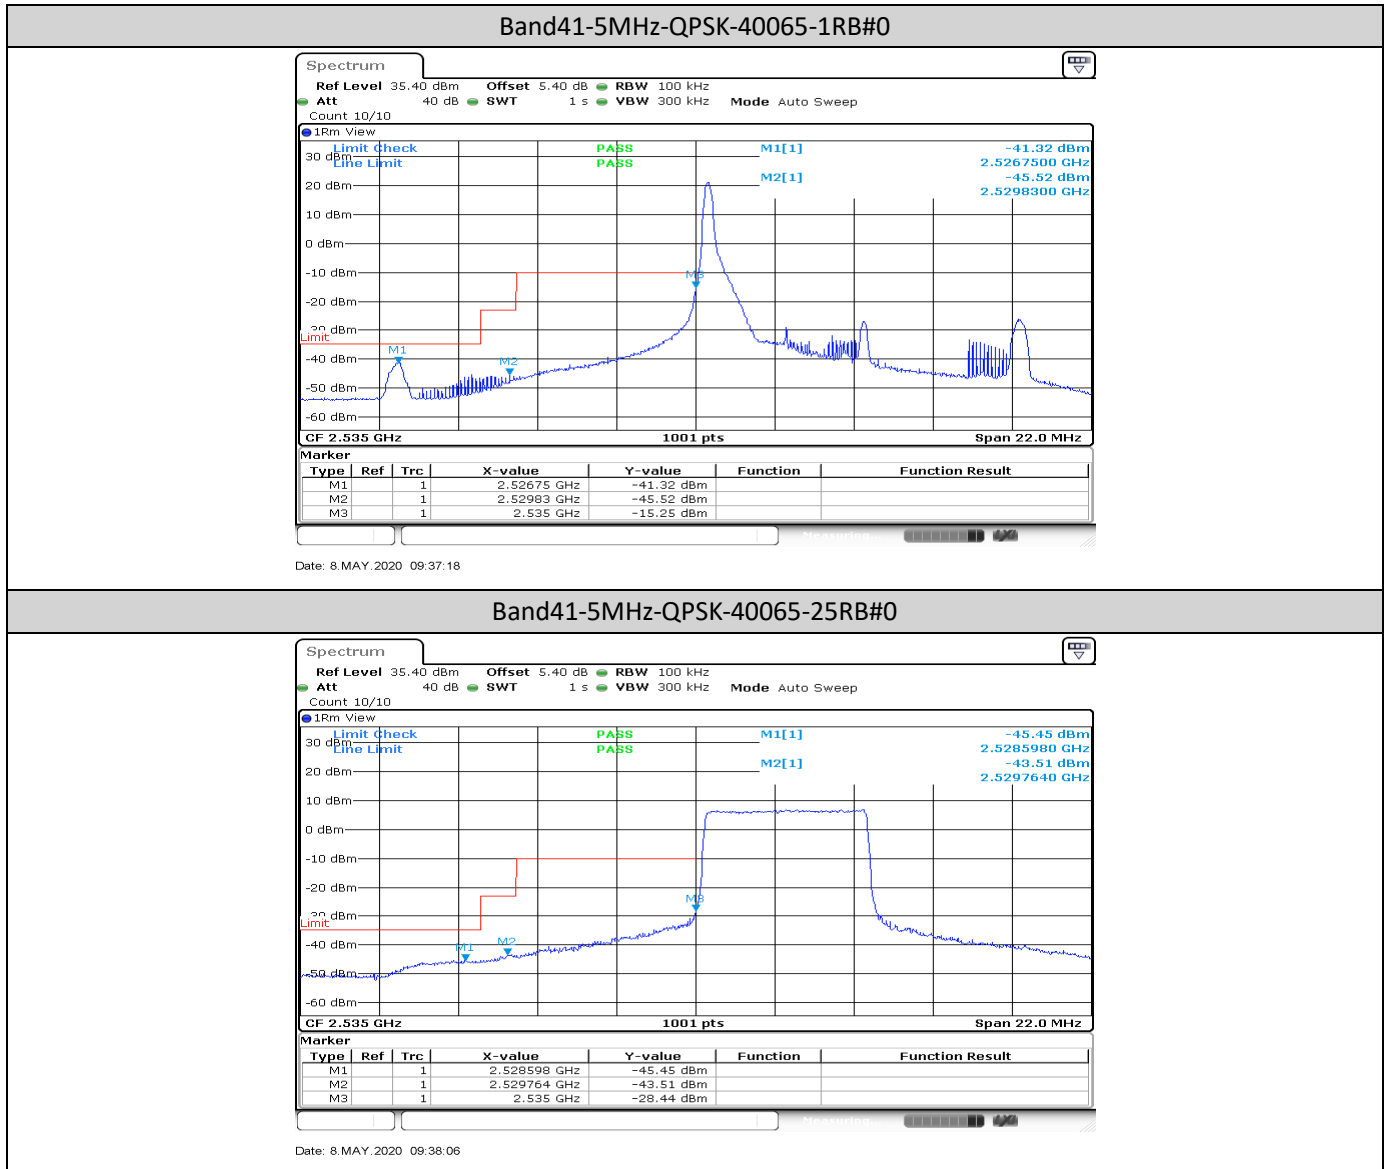 Band41-5MHz-QPSK-40065-1RB#0
Spectrum
Ref Level 35.40 dBm Offset 5.40 dB RBW 100 kHz
Att 40 dB SWT 1 s VBW 300 kHz Mode Auto Sweep
Count 10/10
1Rm View
Limit Check PASS M1[1] -41.32 dBm
30 dBm
Line Limit PASS 2.5267500 GHz
M2[1] -45.52 dBm
20 dBm
2.5298300 GHz
10 dBm
0 dBm
-10 dBm
M3
-20 dBm
-30 dBm
Limit
M1
-40 dBm
M2
-50 dBm
-60 dBm
CF 2.535 GHz 1001 pts Span 22.0 MHz
Marker
Type Ref Trc X-value Y-value Function Function Result
M1 1 2.52675 GHz -41.32 dBm
M2 1 2.52983 GHz -45.52 dBm
M3 1 2.535 GHz -15.25 dBm
Measuring...
Date: 8.MAY.2020 09:37:18
Band41-5MHz-QPSK-40065-25RB#0
Spectrum
Ref Level 35.40 dBm Offset 5.40 dB RBW 100 kHz
Att 40 dB SWT 1 s VBW 300 kHz Mode Auto Sweep
Count 10/10
1Rm View
Limit Check PASS M1[1] -45.45 dBm
30 dBm
Line Limit PASS 2.5285980 GHz
M2[1] -43.51 dBm
20 dBm
2.5297640 GHz
10 dBm
0 dBm
-10 dBm
-20 dBm
M3
-30 dBm
Limit
-40 dBm
M1 M2
-50 dBm
-60 dBm
CF 2.535 GHz 1001 pts Span 22.0 MHz
Marker
Type Ref Trc X-value Y-value Function Function Result
M1 1 2.528598 GHz -45.45 dBm
M2 1 2.529764 GHz -43.51 dBm
M3 1 2.535 GHz -28.44 dBm
Measuring...
Date: 8.MAY.2020 09:38:06